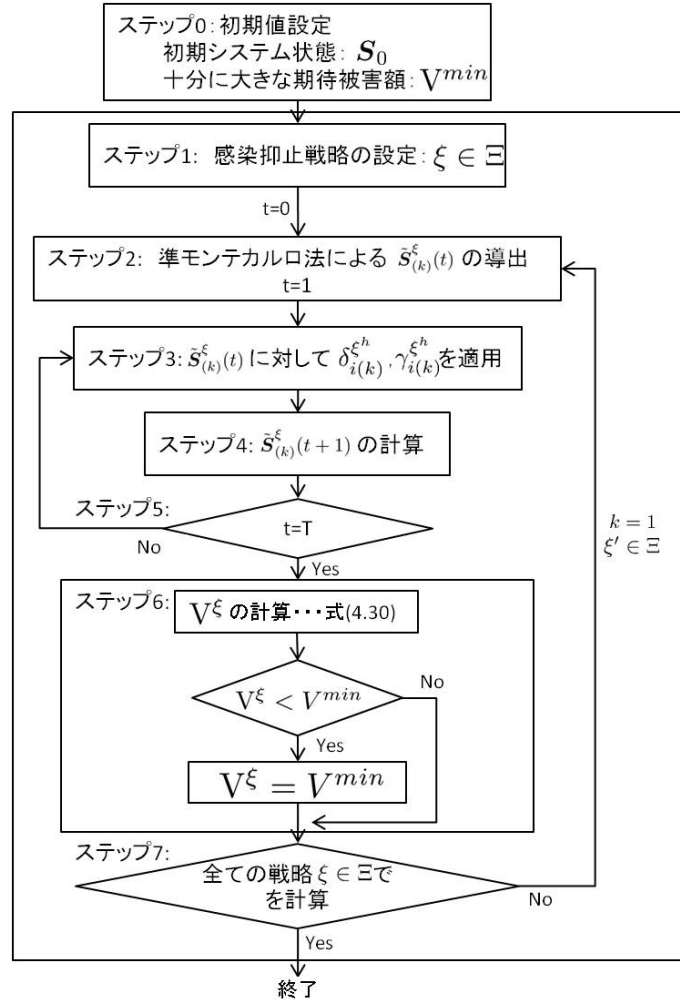 ステップ0:初期値設定
初期システム状態: S_0
十分に大きな期待被害額: V^{min}
ステップ1: 感染抑止戦略の設定: ξ ∈ Ξ
t=0
ステップ2: 準モンテカルロ法による S̃^ξ_{(k)}(t) の導出
t=1
ステップ3: S̃^ξ_{(k)}(t) に対して δ^{ξ^h}_{i(k)}, γ^{ξ^h}_{i(k)}を適用
ステップ4: S̃^ξ_{(k)}(t+1) の計算
ステップ5:
t=T
No
Yes
k = 1
ξ′ ∈ Ξ
ステップ6:
V^ξ の計算・・・式(4.30)
V^ξ < V^{min}
No
Yes
V^ξ = V^{min}
ステップ7:
全ての戦略 ξ ∈ Ξで
を計算
No
Yes
終了